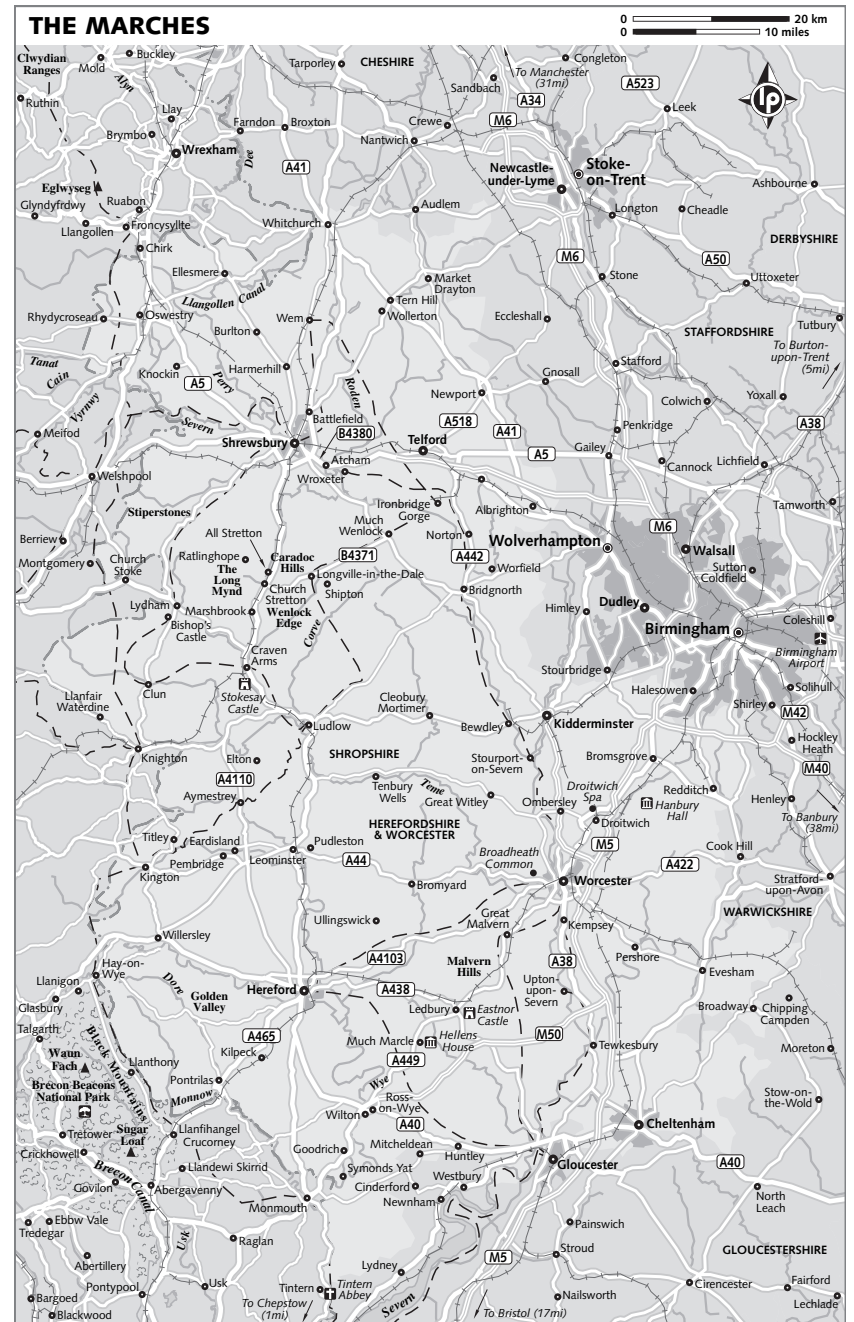 THE MARCHES
0 20 km
0 10 miles
Clwydian
Ranges
Mold
Buckley
Alyn
Tarporley
CHESHIRE
Sandbach
To Manchester
(31mi)
Congleton
A523
A34
Ruthin
Llay
Leek
lp
Brymbo
Farndon
Broxton
Crewe
M6
Nantwich
Wrexham
Dee
A41
Newcastle-
under-Lyme
Stoke-
on-Trent
Ashbourne
Eglwyseg
Glyndyfrdwy
Ruabon
Llangollen
Froncysyllte
Whitchurch
Audlem
Longton
Cheadle
DERBYSHIRE
Chirk
M6
A50
Ellesmere
Market
Drayton
Stone
Uttoxeter
Llangollen Canal
Tern Hill
Wollerton
Rhydycroseau
Oswestry
Wem
Burlton
Eccleshall
STAFFORDSHIRE
Tutbury
To Burton-
upon-Trent
(5mi)
Tanat
Cain
Vyrnwy
Knockin
A5
Perry
Harmerhill
Roden
Stafford
Gnosall
Newport
Colwich
Yoxall
Severn
Battlefield
A518
A41
A38
Meifod
Shrewsbury
B4380
Telford
Penkridge
A5
Gailey
Atcham
Wroxeter
Cannock
Lichfield
Welshpool
Stiperstones
Ironbridge
Gorge
Albrighton
Tamworth
Berriew
All Stretton
Much
Wenlock
Norton
Wolverhampton
M6
Walsall
Montgomery
Church
Stoke
Ratlinghope
The
Long
Mynd
Caradoc
Hills
B4371
A442
Worfield
Sutton
Coldfield
Longville-in-the-Dale
Church
Stretton
Shipton
Bridgnorth
Lydham
Marshbrook
Wenlock
Edge
Himley
Dudley
Bishop's
Castle
Corve
Birmingham
Coleshill
Birmingham
Airport
Craven
Arms
Stourbridge
Clun
Stokesay
Castle
Halesowen
Solihull
Llanfair
Waterdine
Cleobury
Mortimer
Shirley
M42
Ludlow
Bewdley
Kidderminster
Hockley
Heath
Knighton
Elton
SHROPSHIRE
Stourport-
on-Severn
Bromsgrove
M40
A4110
Tenbury
Wells
Teme
Droitwich
Spa
Redditch
Aymestrey
Great Witley
Ombersley
Hanbury
Hall
Henley
Droitwich
To Banbury
(38mi)
HEREFORDSHIRE
& WORCESTER
Titley
Eardisland
Pudleston
M5
Cook Hill
Pembridge
Leominster
A44
Broadheath
Common
A422
Kington
Bromyard
Worcester
Stratford-
upon-Avon
Ullingswick
Great
Malvern
Kempsey
WARWICKSHIRE
Willersley
A4103
Malvern
Hills
A38
Pershore
Hay-on-
Wye
Evesham
Llanigon
Dore
Golden
Valley
Hereford
A438
Upton-
upon-
Severn
Glasbury
Ledbury
Eastnor
Castle
Broadway
Chipping
Campden
Talgarth
A465
M50
Black Mountains
Waun
Fach
Llanthony
Kilpeck
Much Marcle
Hellens
House
Tewkesbury
Moreton
A449
Brecon Beacons
National Park
Pontrilas
Monnow
Wye
Ross-
on-Wye
Wilton
Stow-on-
the-Wold
Sugar
Loaf
Tretower
Llanfihangel
Crucorney
A40
Cheltenham
Crickhowell
Goodrich
Mitcheldean
Huntley
Llandewi Skirrid
Symonds Yat
Gloucester
A40
Brecon Canal
Govilon
Abergavenny
Cinderford
Westbury
Newnham
Monmouth
North
Leach
Ebbw Vale
Tredegar
Usk
Raglan
Painswick
Abertillery
Lydney
M5
Stroud
GLOUCESTERSHIRE
Pontypool
Usk
Tintern
Tintern
Abbey
Cirencester
Fairford
Bargoed
To Chepstow
(1mi)
Severn
Nailsworth
Lechlade
Blackwood
To Bristol (17mi)